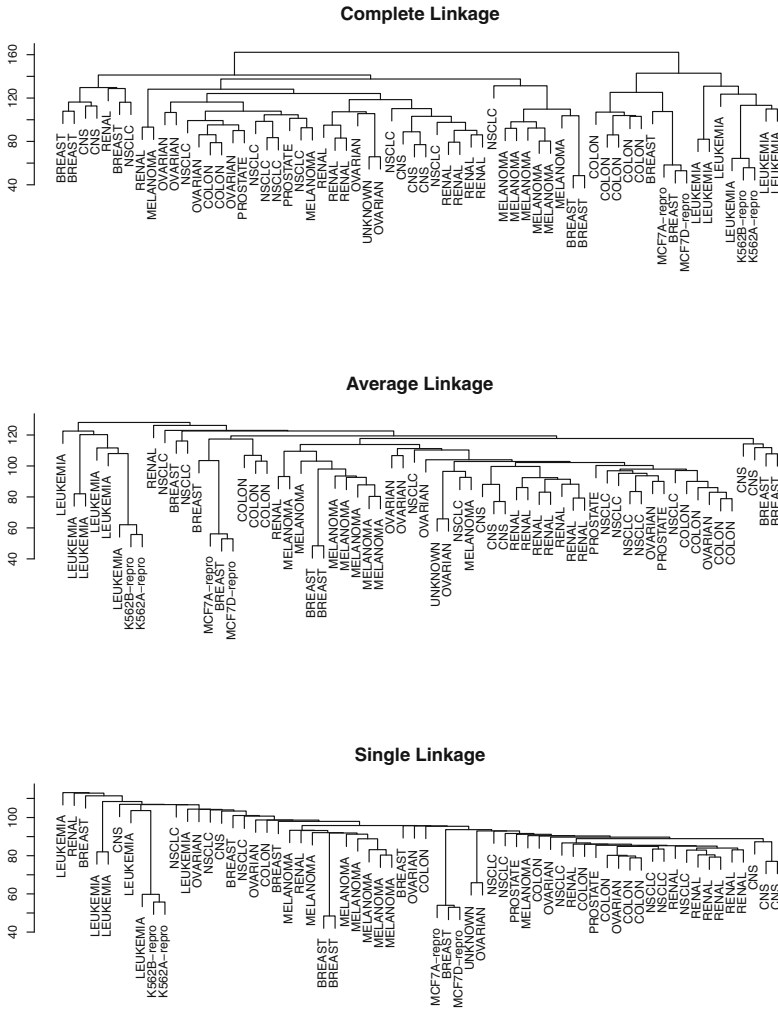 Complete Linkage
160
120
80
40
BREAST
BREAST
CNS
CNS
RENAL
BREAST
NSCLC
RENAL
MELANOMA
OVARIAN
OVARIAN
NSCLC
OVARIAN
COLON
COLON
OVARIAN
PROSTATE
NSCLC
NSCLC
NSCLC
PROSTATE
NSCLC
MELANOMA
RENAL
RENAL
RENAL
OVARIAN
UNKNOWN
OVARIAN
NSCLC
CNS
CNS
CNS
NSCLC
RENAL
RENAL
RENAL
RENAL
NSCLC
MELANOMA
MELANOMA
MELANOMA
MELANOMA
MELANOMA
MELANOMA
BREAST
BREAST
COLON
COLON
COLON
COLON
COLON
BREAST
MCF7A−repro
BREAST
MCF7D−repro
LEUKEMIA
LEUKEMIA
LEUKEMIA
LEUKEMIA
K562B−repro
K562A−repro
LEUKEMIA
LEUKEMIA
Average Linkage
120
100
80
60
40
LEUKEMIA
LEUKEMIA
LEUKEMIA
LEUKEMIA
LEUKEMIA
LEUKEMIA
K562B−repro
K562A−repro
RENAL
NSCLC
BREAST
NSCLC
BREAST
MCF7A−repro
BREAST
MCF7D−repro
COLON
COLON
COLON
RENAL
MELANOMA
MELANOMA
BREAST
BREAST
MELANOMA
MELANOMA
MELANOMA
MELANOMA
MELANOMA
OVARIAN
OVARIAN
NSCLC
OVARIAN
UNKNOWN
OVARIAN
NSCLC
MELANOMA
CNS
CNS
CNS
RENAL
RENAL
RENAL
RENAL
RENAL
RENAL
RENAL
PROSTATE
NSCLC
NSCLC
NSCLC
NSCLC
OVARIAN
PROSTATE
NSCLC
COLON
COLON
OVARIAN
COLON
COLON
CNS
CNS
BREAST
BREAST
Single Linkage
100
80
60
40
LEUKEMIA
RENAL
BREAST
LEUKEMIA
LEUKEMIA
CNS
LEUKEMIA
LEUKEMIA
K562B−repro
K562A−repro
NSCLC
LEUKEMIA
OVARIAN
NSCLC
CNS
BREAST
NSCLC
OVARIAN
COLON
BREAST
MELANOMA
RENAL
MELANOMA
BREAST
BREAST
MELANOMA
MELANOMA
MELANOMA
MELANOMA
MELANOMA
BREAST
OVARIAN
COLON
MCF7A−repro
BREAST
MCF7D−repro
UNKNOWN
OVARIAN
NSCLC
NSCLC
PROSTATE
MELANOMA
COLON
OVARIAN
NSCLC
RENAL
COLON
PROSTATE
COLON
OVARIAN
COLON
COLON
NSCLC
NSCLC
RENAL
NSCLC
RENAL
RENAL
RENAL
RENAL
RENAL
CNS
CNS
CNS